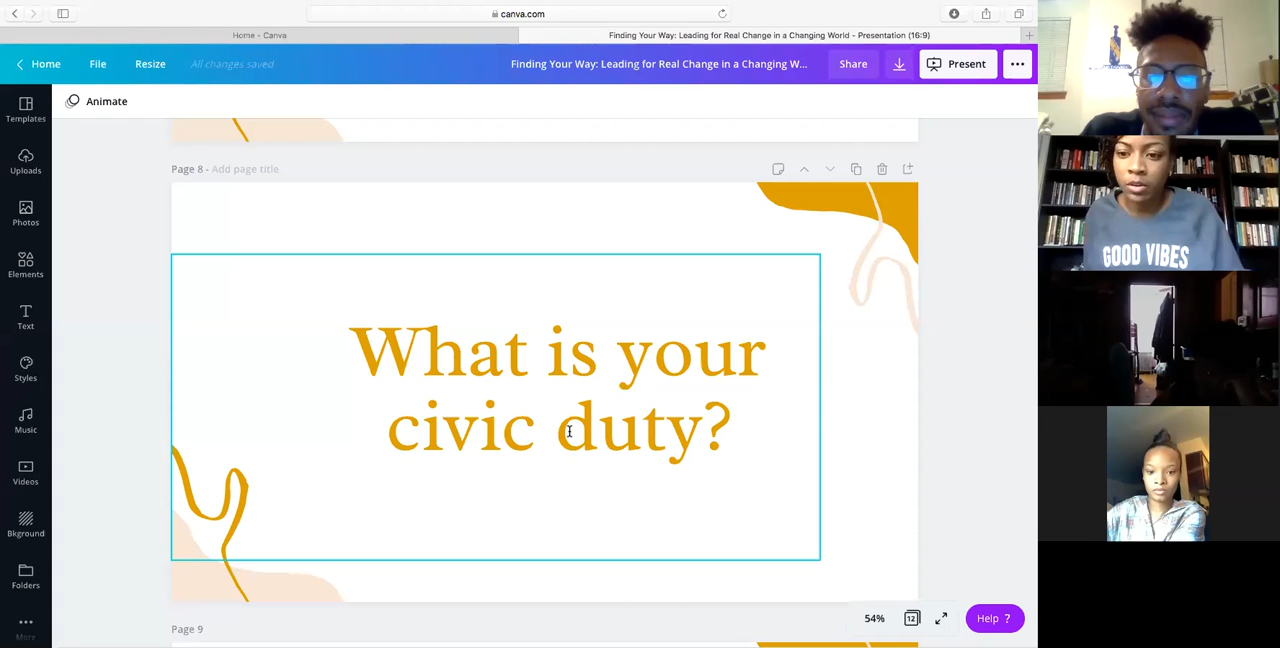 canva.com
Home - Canva
Finding Your Way: Leading for Real Change in a Changing World - Presentation (16:9)
Home
File
Resize
All changes saved
Finding Your Way: Leading for Real Change in a Changing W...
Share
Present
Animate
Templates
Uploads
Photos
Elements
Text
Styles
Music
Videos
Bkground
Folders
More
Page 8 - Add page title
What is your
civic duty?
Page 9
54%
12
Help ?
GOOD VIBES